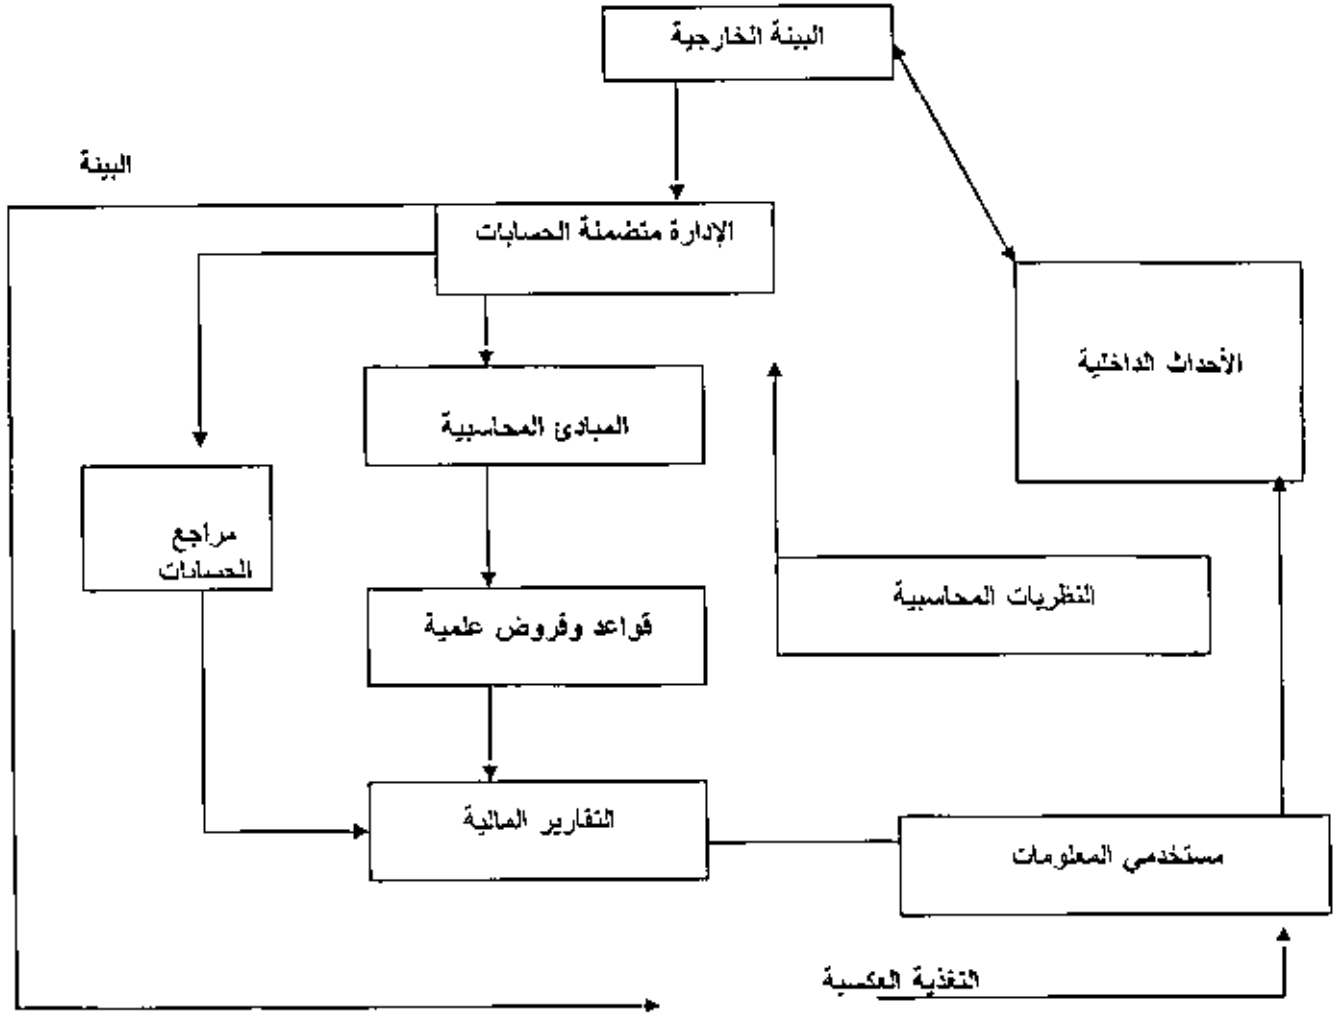 البيئة الخارجية
البيئة
الإدارة متضمنة الحسابات
الأحداث الداخلية
المبادئ المحاسبية
مراجع
الحسابات
النظريات المحاسبية
قواعد وفروض علمية
التقارير المالية
مستخدمي المعلومات
التغذية العكسية